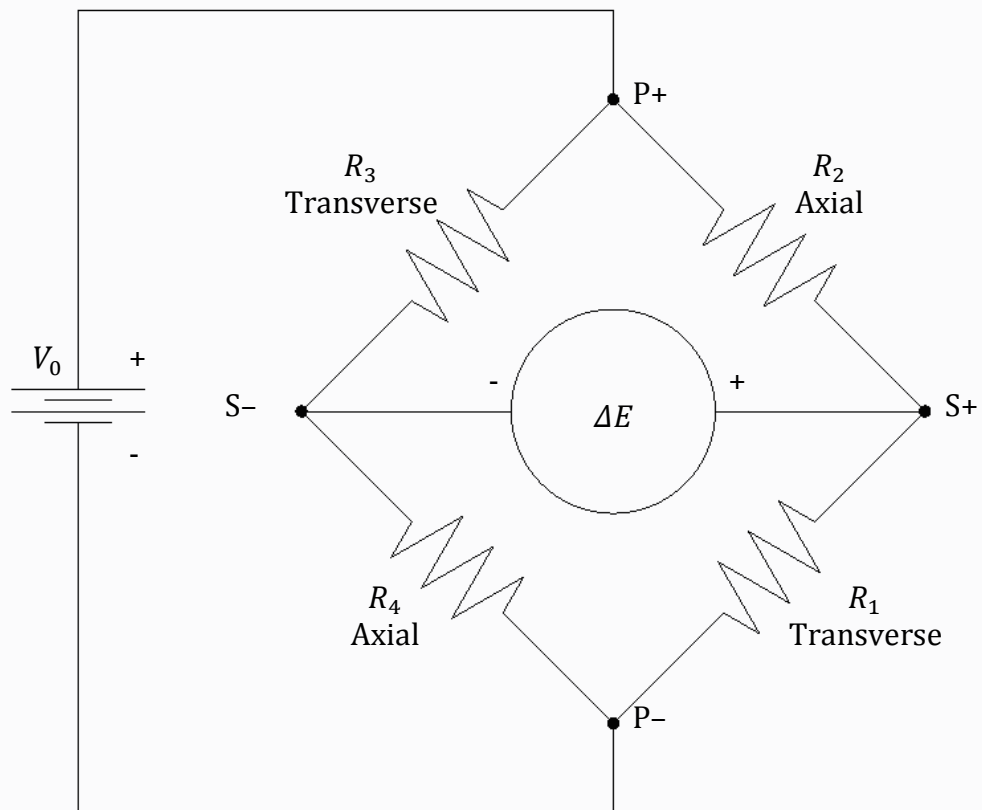 P+
R₃
Transverse
R₂
Axial
V₀
+
-
S–
-
ΔE
+
S+
R₄
Axial
R₁
Transverse
P–